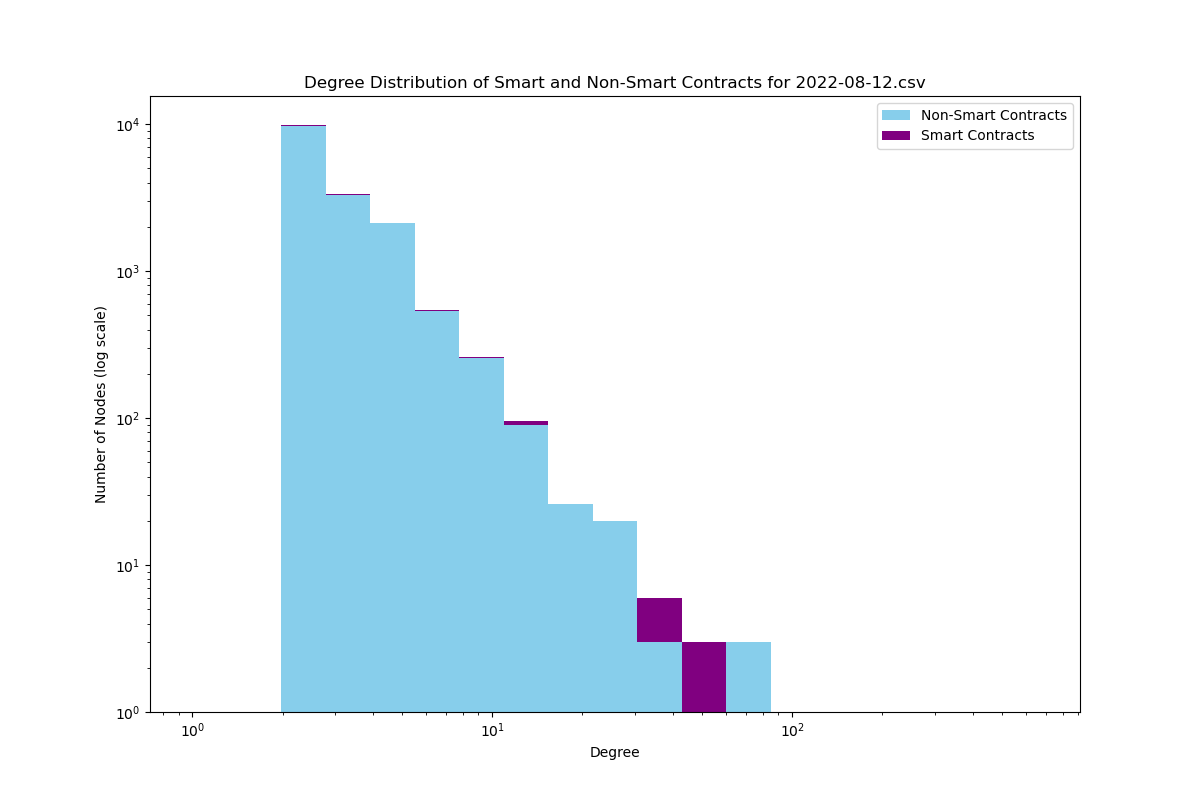 Degree Distribution of Smart and Non-Smart Contracts for 2022-08-12.csv
Non-Smart Contracts
Smart Contracts
Number of Nodes (log scale)
10⁴
10³
10²
10¹
10⁰
10⁰ 10¹ 10²
Degree